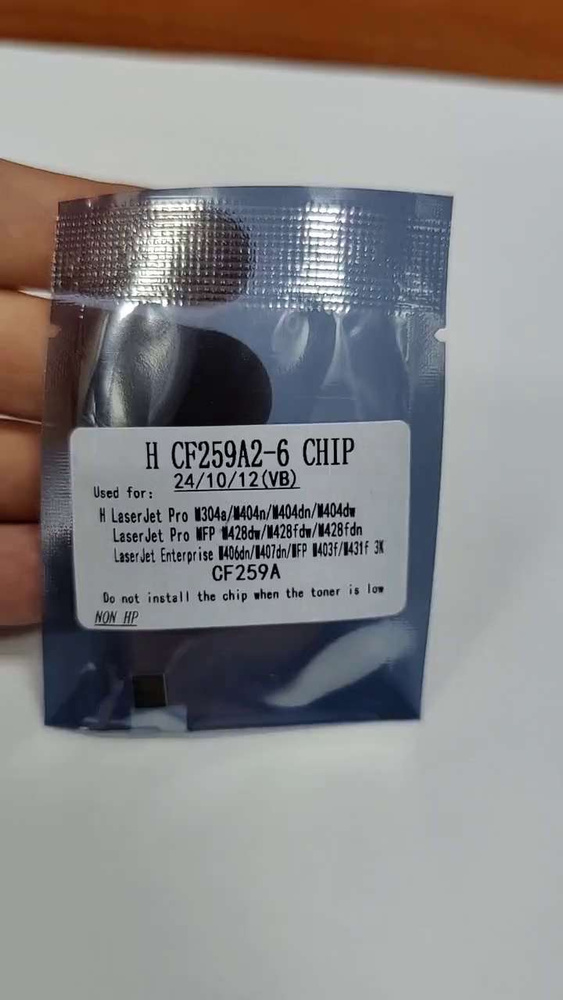 H CF259A2-6 CHIP
24/10/12(VB)
Used for:
H LaserJet Pro M304a/M404n/M404dn/M404dw
LaserJet Pro MFP M428dw/M428fdw/M428fdn
LaserJet Enterprise M406dn/M407dn/MFP M403f/M431f 3K
CF259A
Do not install the chip when the toner is low
NON HP